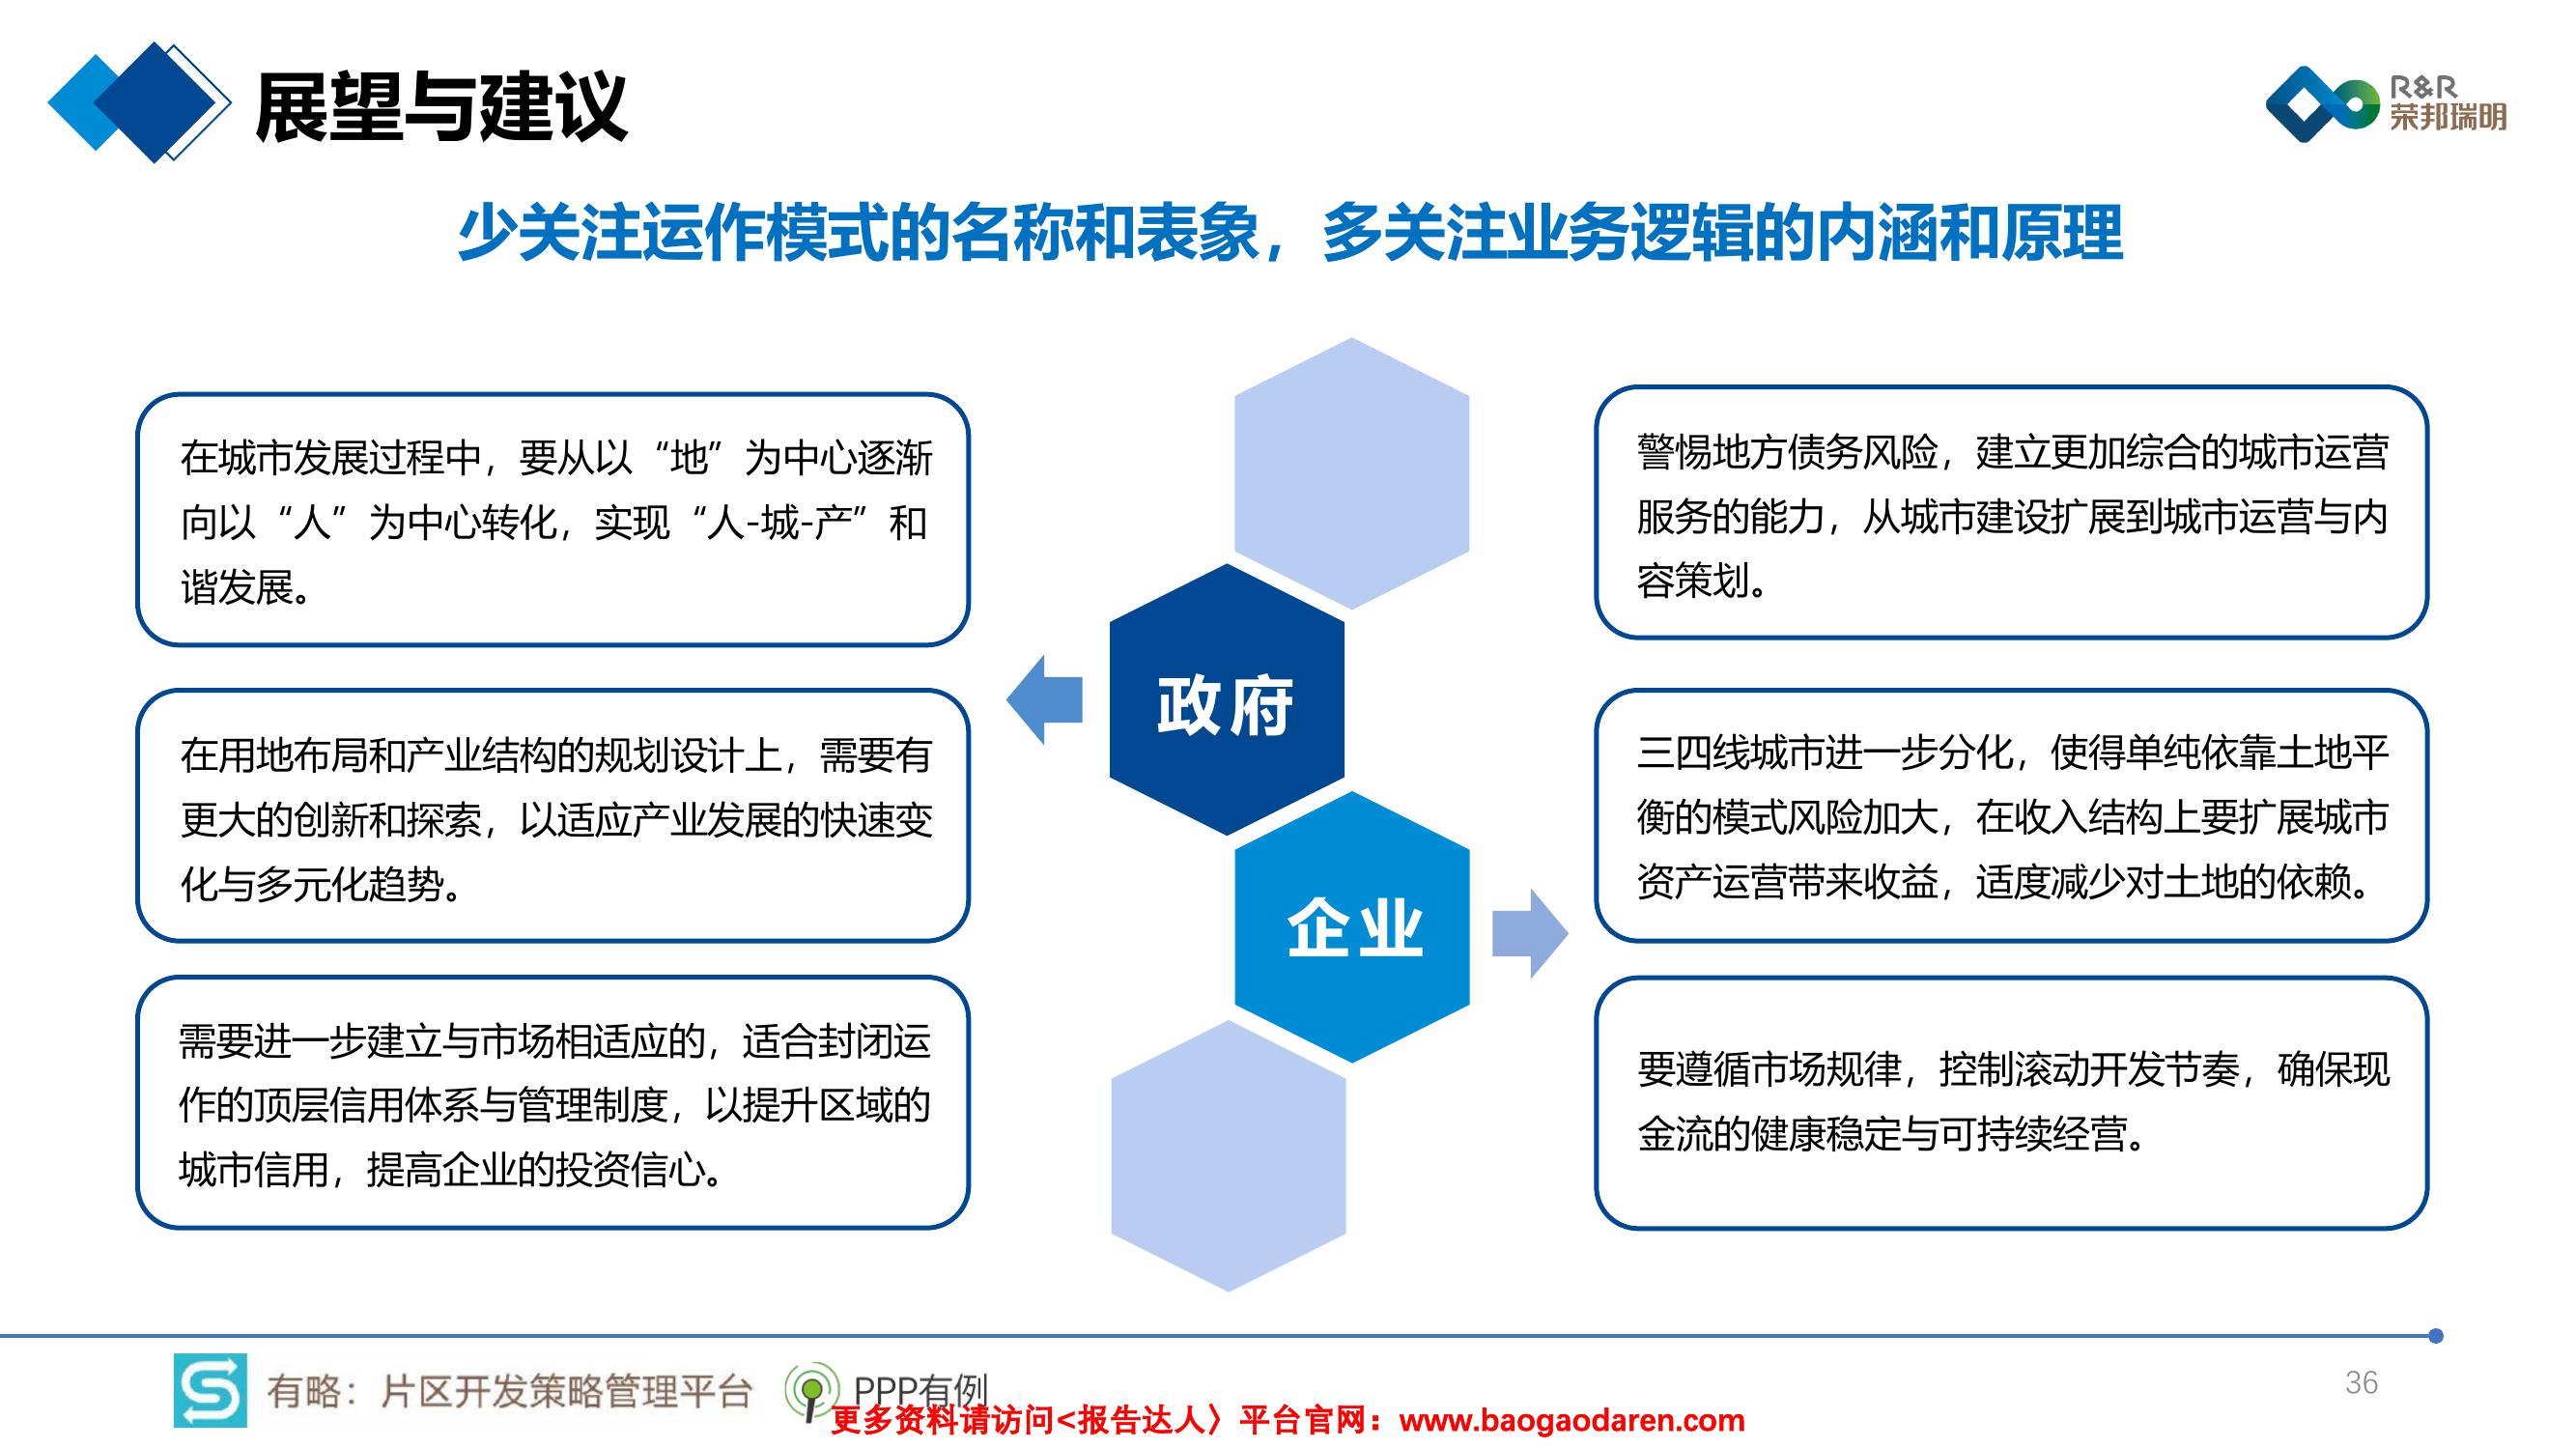 展望与建议
R&R
荣邦瑞明
少关注运作模式的名称和表象，多关注业务逻辑的内涵和原理
在城市发展过程中，要从以“地”为中心逐渐
向以“人”为中心转化，实现“人-城-产”和
谐发展。
在用地布局和产业结构的规划设计上，需要有
更大的创新和探索，以适应产业发展的快速变
化与多元化趋势。
需要进一步建立与市场相适应的，适合封闭运
作的顶层信用体系与管理制度，以提升区域的
城市信用，提高企业的投资信心。
政府
企业
警惕地方债务风险，建立更加综合的城市运营
服务的能力，从城市建设扩展到城市运营与内
容策划。
三四线城市进一步分化，使得单纯依靠土地平
衡的模式风险加大，在收入结构上要扩展城市
资产运营带来收益，适度减少对土地的依赖。
要遵循市场规律，控制滚动开发节奏，确保现
金流的健康稳定与可持续经营。
有略：片区开发策略管理平台
PPP有例
36
更多资料请访问<报告达人〉平台官网：www.baogaodaren.com